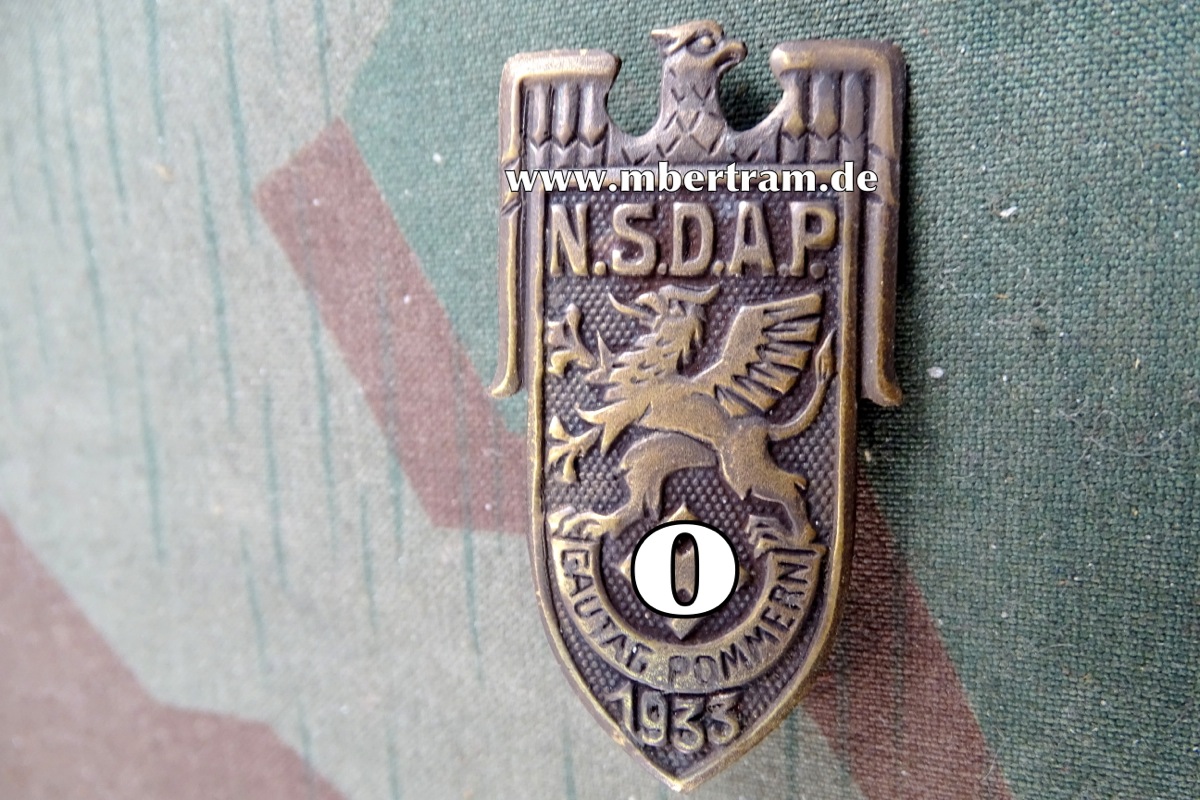 www.mbertram.de
N.S.D.A.P.
0
GAUTAG POMMERN
1933